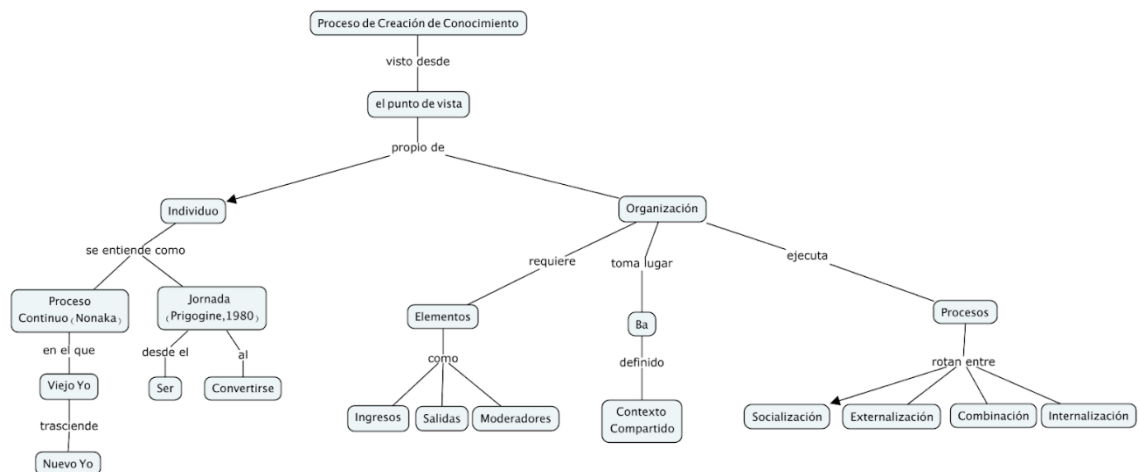 Proceso de Creación de Conocimiento
visto desde
el punto de vista
propio de
Individuo
Organización
se entiende como
requiere
toma lugar
ejecuta
Proceso
Continuo (Nonaka)
Jornada
(Prigogine,1980)
Elementos
Ba
Procesos
en el que
desde el
al
como
definido
rotan entre
Viejo Yo
Ser
Convertirse
Ingresos
Salidas
Moderadores
Contexto
Compartido
Socialización
Externalización
Combinación
Internalización
trasciende
Nuevo Yo